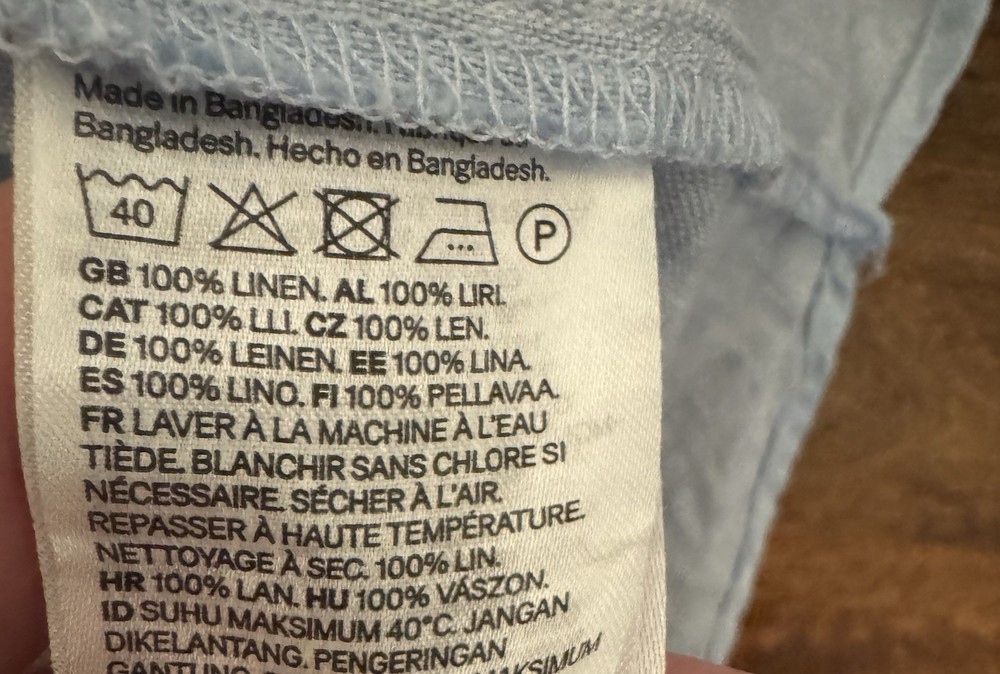 Made in Bangladesh.
Bangladesh. Hecho en Bangladesh.
40 P
GB 100% LINEN. AL 100% LIRI.
CAT 100% LLI. CZ 100% LEN.
DE 100% LEINEN. EE 100% LINA.
ES 100% LINO. FI 100% PELLAVAA.
FR LAVER À LA MACHINE À L'EAU
TIÈDE. BLANCHIR SANS CHLORE SI
NÉCESSAIRE. SÉCHER À L'AIR.
REPASSER À HAUTE TEMPÉRATURE.
NETTOYAGE À SEC. 100% LIN.
HR 100% LAN. HU 100% VÁSZON.
ID SUHU MAKSIMUM 40°C. JANGAN
DIKELANTANG. PENGERINGAN
GANTUNG. MAKSIMUM